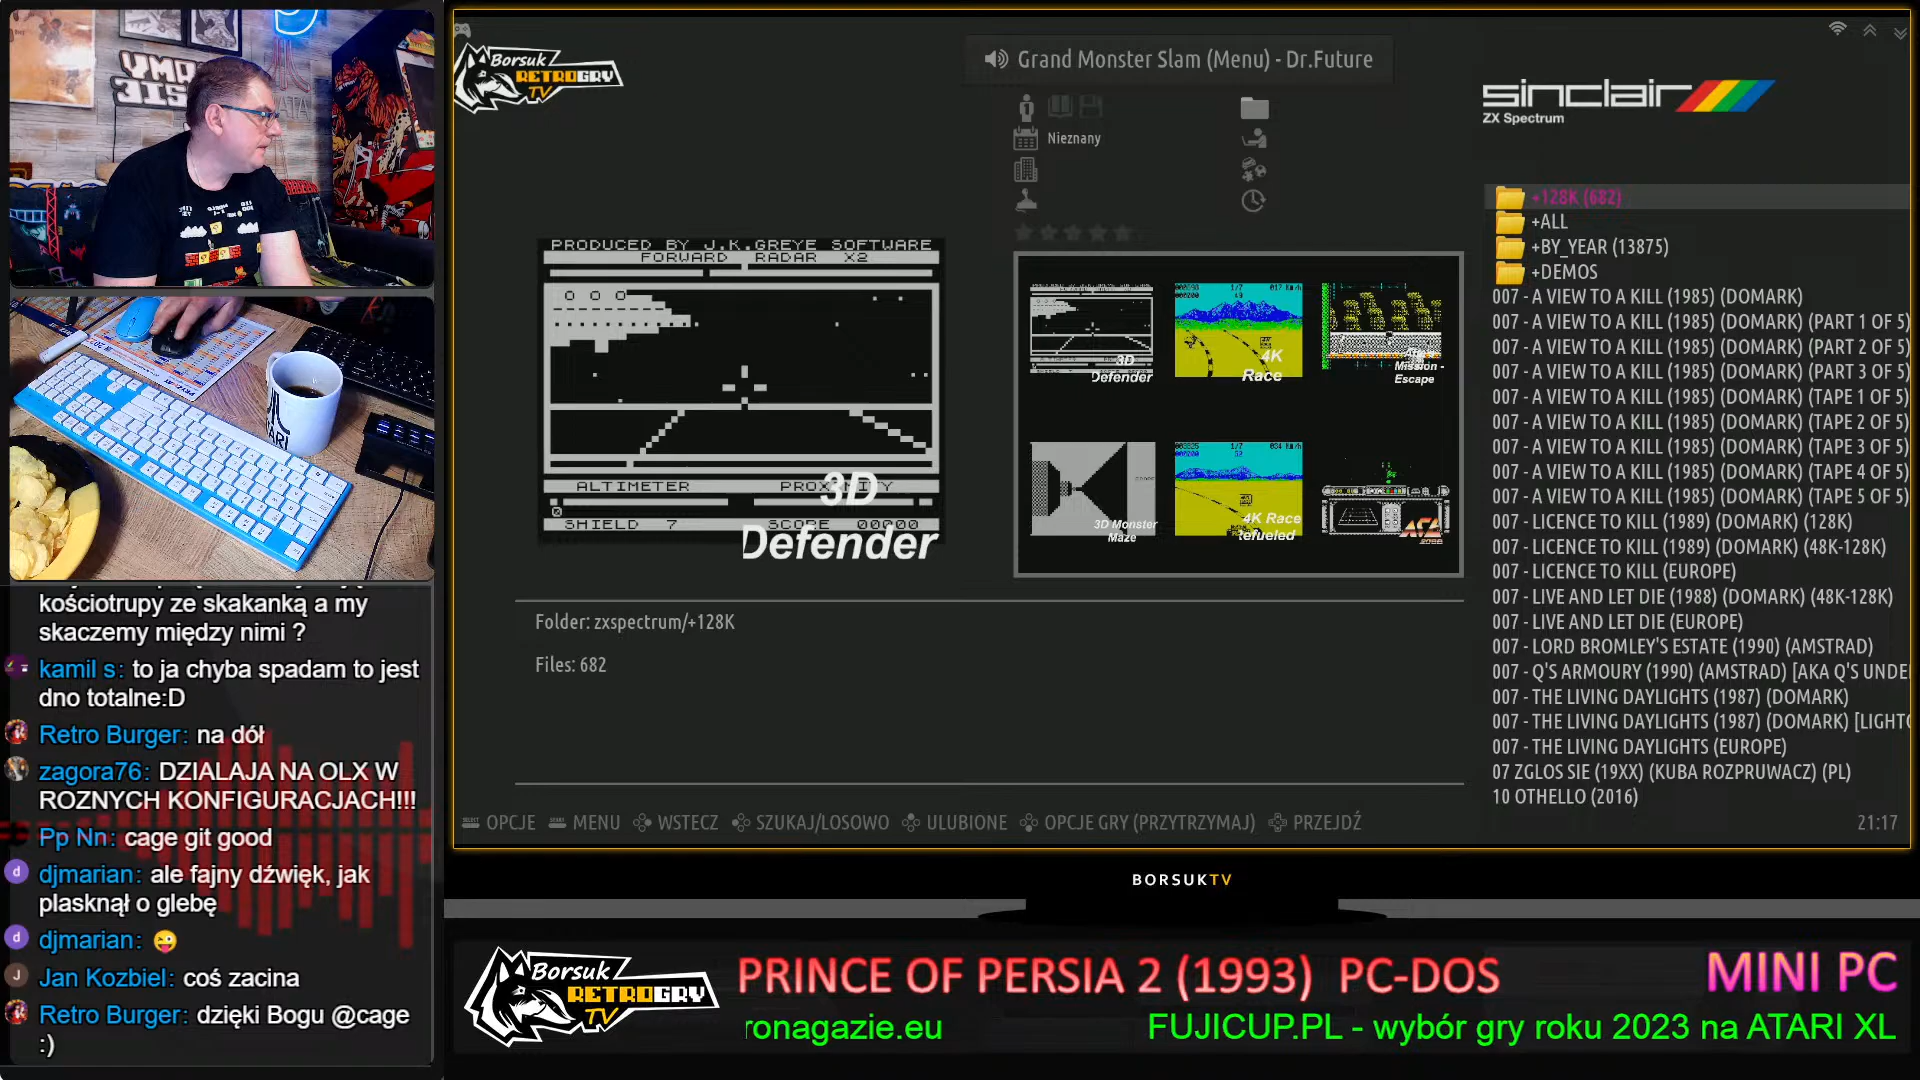 Borsuk
RETROGRY
TV
Grand Monster Slam (Menu) - Dr.Future
Nieznany
sinclair
ZX Spectrum
PRODUCED BY J.K.GREYE SOFTWARE
FORWARD RADAR X2
ALTIMETER PROXIMITY
SHIELD 7 SCORE 00000
3D
Defender
3D
Defender
4K
Race
Mission -
Escape
3D Monster
Maze
4K Race
Refueled
+128K (682)
+ALL
+BY_YEAR (13875)
+DEMOS
007 - A VIEW TO A KILL (1985) (DOMARK)
007 - A VIEW TO A KILL (1985) (DOMARK) (PART 1 OF 5)
007 - A VIEW TO A KILL (1985) (DOMARK) (PART 2 OF 5)
007 - A VIEW TO A KILL (1985) (DOMARK) (PART 3 OF 5)
007 - A VIEW TO A KILL (1985) (DOMARK) (TAPE 1 OF 5)
007 - A VIEW TO A KILL (1985) (DOMARK) (TAPE 2 OF 5)
007 - A VIEW TO A KILL (1985) (DOMARK) (TAPE 3 OF 5)
007 - A VIEW TO A KILL (1985) (DOMARK) (TAPE 4 OF 5)
007 - A VIEW TO A KILL (1985) (DOMARK) (TAPE 5 OF 5)
007 - LICENCE TO KILL (1989) (DOMARK) (128K)
007 - LICENCE TO KILL (1989) (DOMARK) (48K-128K)
007 - LICENCE TO KILL (EUROPE)
007 - LIVE AND LET DIE (1988) (DOMARK) (48K-128K)
007 - LIVE AND LET DIE (EUROPE)
007 - LORD BROMLEY'S ESTATE (1990) (AMSTRAD)
007 - Q'S ARMOURY (1990) (AMSTRAD) [AKA Q'S UNDE
007 - THE LIVING DAYLIGHTS (1987) (DOMARK)
007 - THE LIVING DAYLIGHTS (1987) (DOMARK) [LIGHT
007 - THE LIVING DAYLIGHTS (EUROPE)
07 ZGLOS SIE (19XX) (KUBA ROZPRUWACZ) (PL)
10 OTHELLO (2016)
Folder: zxspectrum/+128K
Files: 682
OPCJE MENU WSTECZ SZUKAJ/LOSOWO ULUBIONE OPCJE GRY (PRZYTRZYMAJ) PRZEJDŹ
21:17
kościotrupy ze skakanką a my
skaczemy między nimi ?
kamil s: to ja chyba spadam to jest
dno totalne:D
Retro Burger: na dół
zagora76: DZIALAJA NA OLX W
ROZNYCH KONFIGURACJACH!!!
Pp Nn: cage git good
djmarian: ale fajny dźwięk, jak
plasknął o glebę
djmarian: 😜
Jan Kozbiel: coś zacina
Retro Burger: dzięki Bogu @cage
:)
BORSUKTV
Borsuk
RETROGRY
TV
PRINCE OF PERSIA 2 (1993) PC-DOS
MINI PC
ronagazie.eu
FUJICUP.PL - wybór gry roku 2023 na ATARI XL